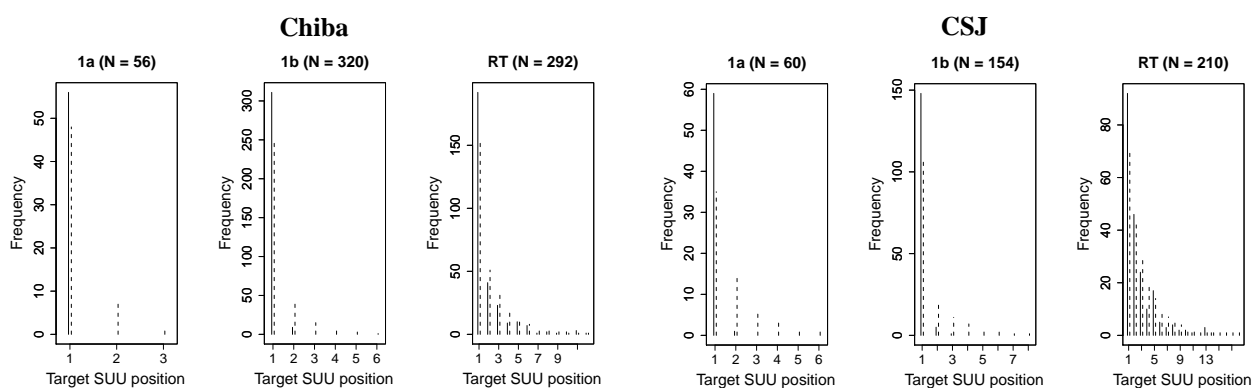 Chiba
CSJ
1a (N = 56)
1b (N = 320)
RT (N = 292)
1a (N = 60)
1b (N = 154)
RT (N = 210)
Frequency
0 10 20 30 40 50
1 2 3
Target SUU position
Frequency
0 50 100 150 200 250 300
1 2 3 4 5 6
Target SUU position
Frequency
0 50 150
1 3 5 7 9
Target SUU position
Frequency
0 10 20 30 40 50 60
1 2 3 4 5 6
Target SUU position
Frequency
0 50 100 150
1 3 5 7
Target SUU position
Frequency
0 20 40 60 80
1 5 9 13
Target SUU position